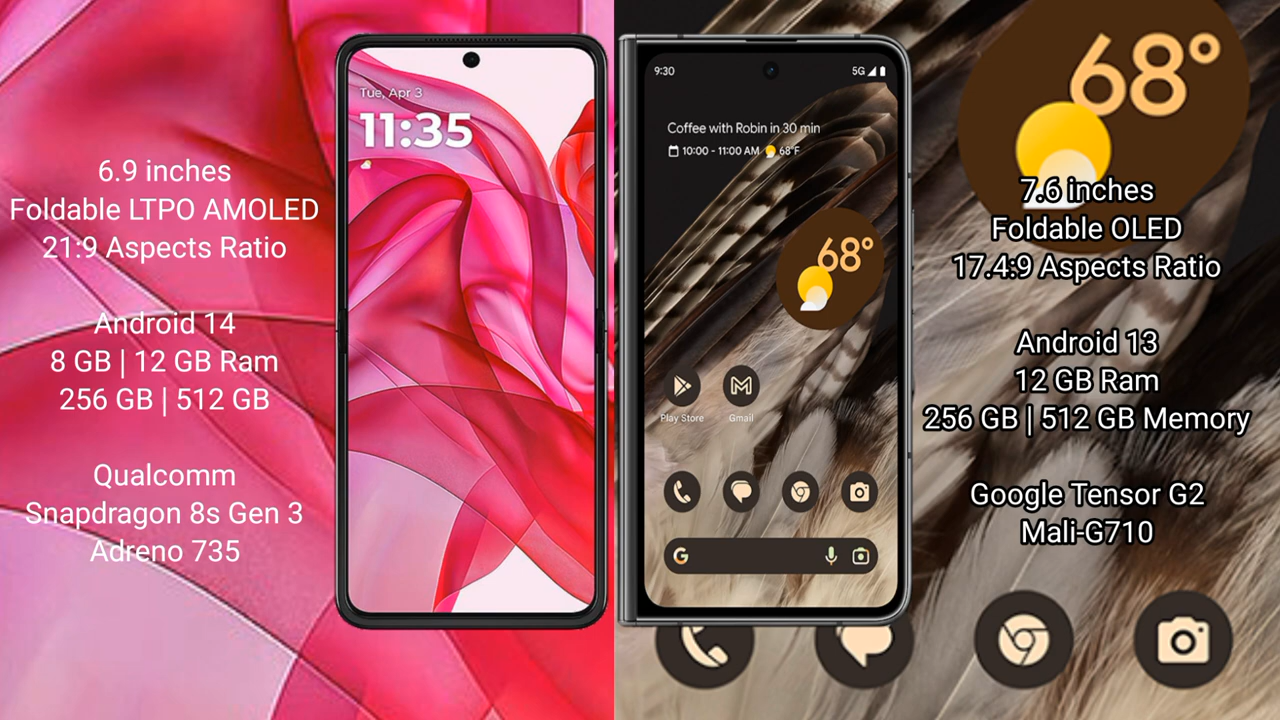 6.9 inches
Foldable LTPO AMOLED
21:9 Aspects Ratio
Android 14
8 GB | 12 GB Ram
256 GB | 512 GB
Qualcomm
Snapdragon 8s Gen 3
Adreno 735
Tue, Apr 3
11:35
9:30
5G
Coffee with Robin in 30 min
10:00 - 11:00 AM 68°F
68°
Play Store
Gmail
G
68°
7.6 inches
Foldable OLED
17.4:9 Aspects Ratio
Android 13
12 GB Ram
256 GB | 512 GB Memory
Google Tensor G2
Mali-G710